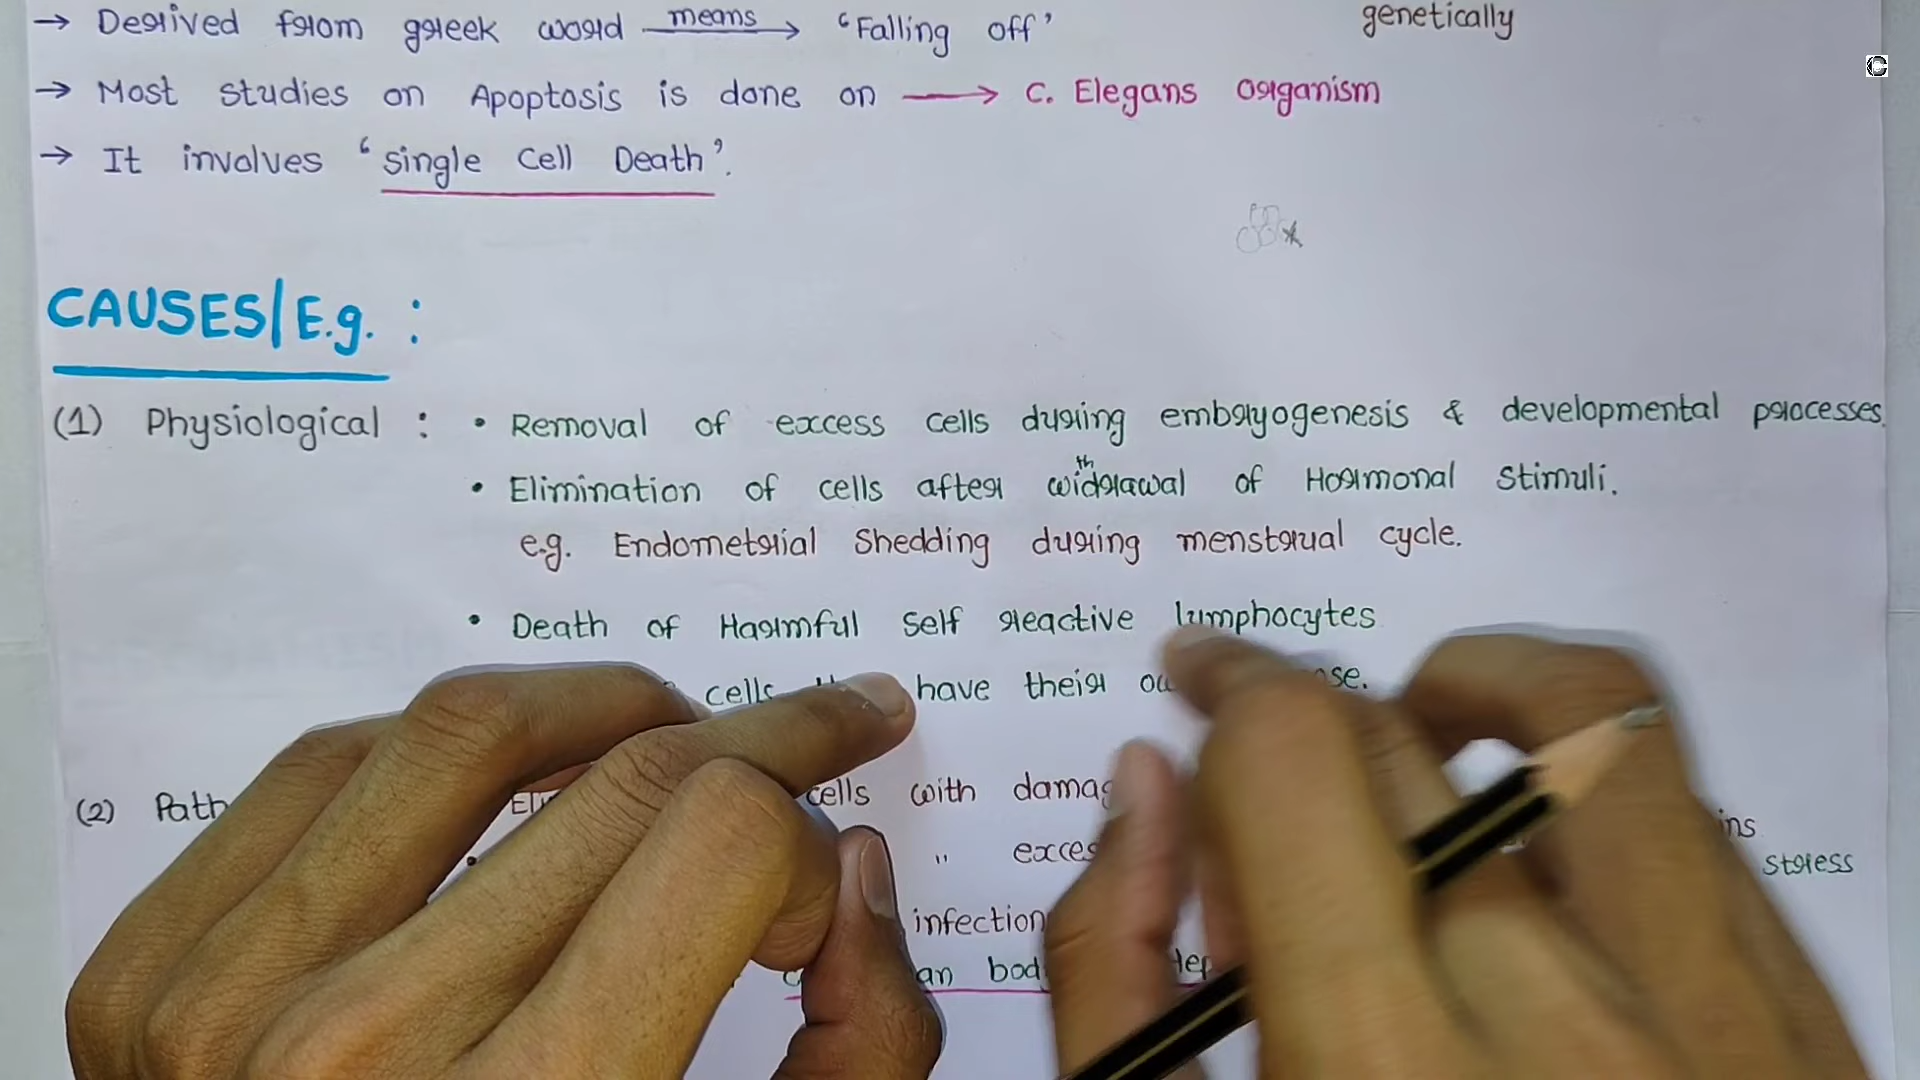 → Derived from greek word means → 'Falling off' genetically
→ Most studies on Apoptosis is done on → C. Elegans Organism
→ It involves 'single cell Death'.
CAUSES/E.g. :
(1) Physiological : • Removal of excess cells during embryogenesis & developmental processes.
• Elimination of cells after withdrawal of Hormonal Stimuli.
e.g. Endometrial Shedding during menstrual cycle.
• Death of Harmful Self reactive lymphocytes
cells have their
(2) cells with
" stress
infection
an